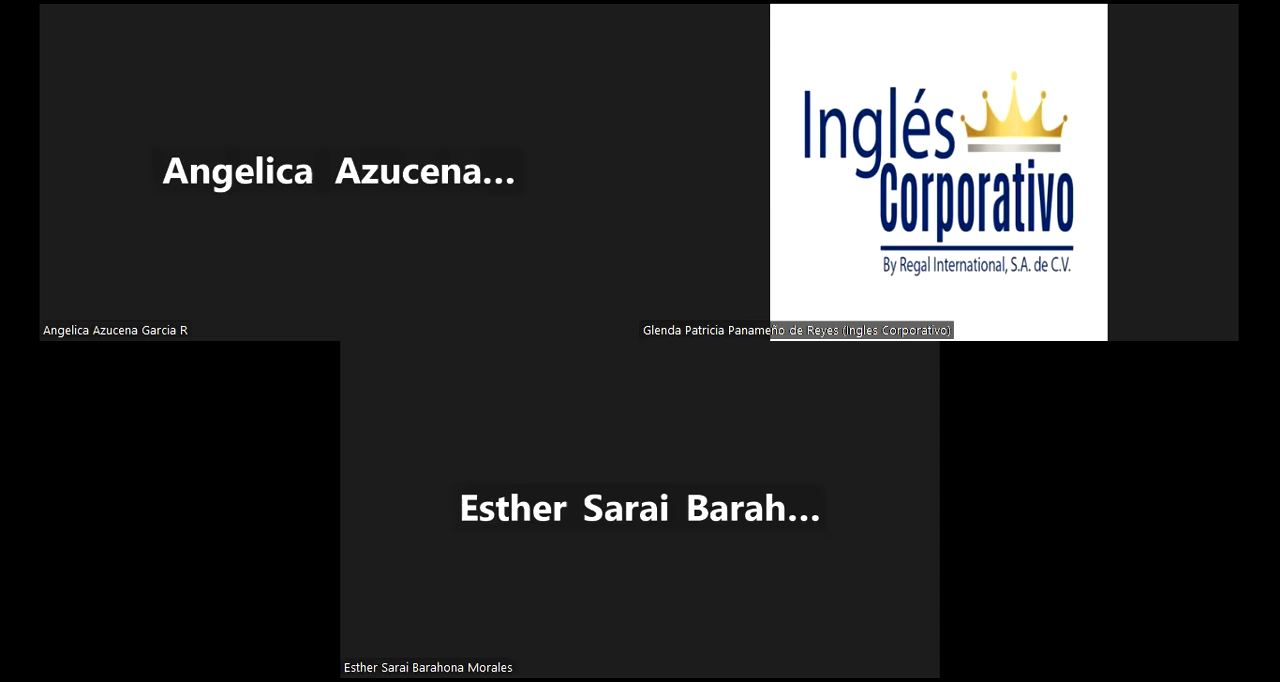 Angelica Azucena...
Inglés
Corporativo
By Regal International, S.A. de C.V.
Angelica Azucena Garcia R
Glenda Patricia Panameño de Reyes (Ingles Corporativo)
Esther Sarai Barah...
Esther Sarai Barahona Morales